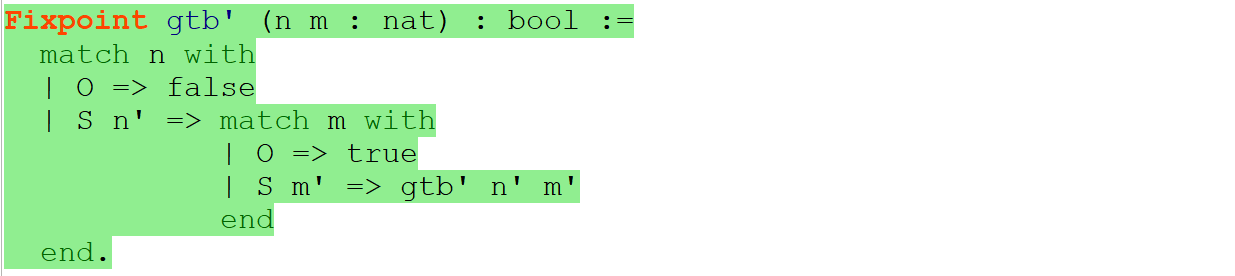 Fixpoint gtb' (n m : nat) : bool :=
  match n with
  | O => false
  | S n' => match m with
            | O => true
            | S m' => gtb' n' m'
            end
  end.